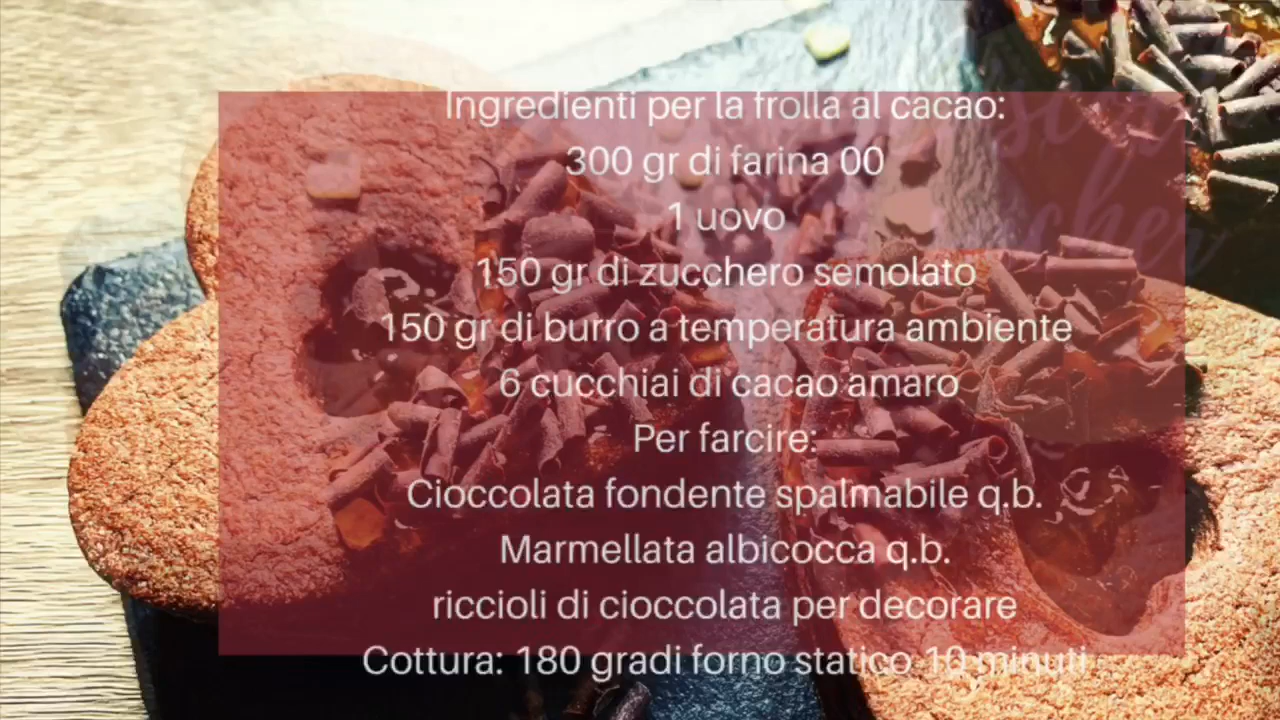 Ingredienti per la frolla al cacao:
300 gr di farina 00
1 uovo
150 gr di zucchero semolato
150 gr di burro a temperatura ambiente
6 cucchiai di cacao amaro
Per farcire:
Cioccolata fondente spalmabile q.b.
Marmellata albicocca q.b.
riccioli di cioccolata per decorare
Cottura: 180 gradi forno statico 10 minuti